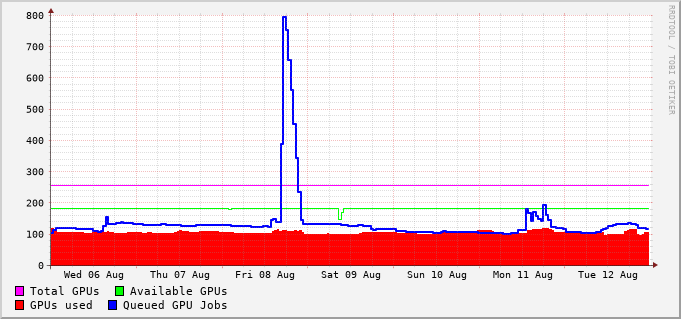 800
700
600
500
400
300
200
100
0
Wed 06 Aug Thu 07 Aug Fri 08 Aug Sat 09 Aug Sun 10 Aug Mon 11 Aug Tue 12 Aug
Total GPUs Available GPUs
GPUs used Queued GPU Jobs
RRDTOOL / TOBI OETIKER